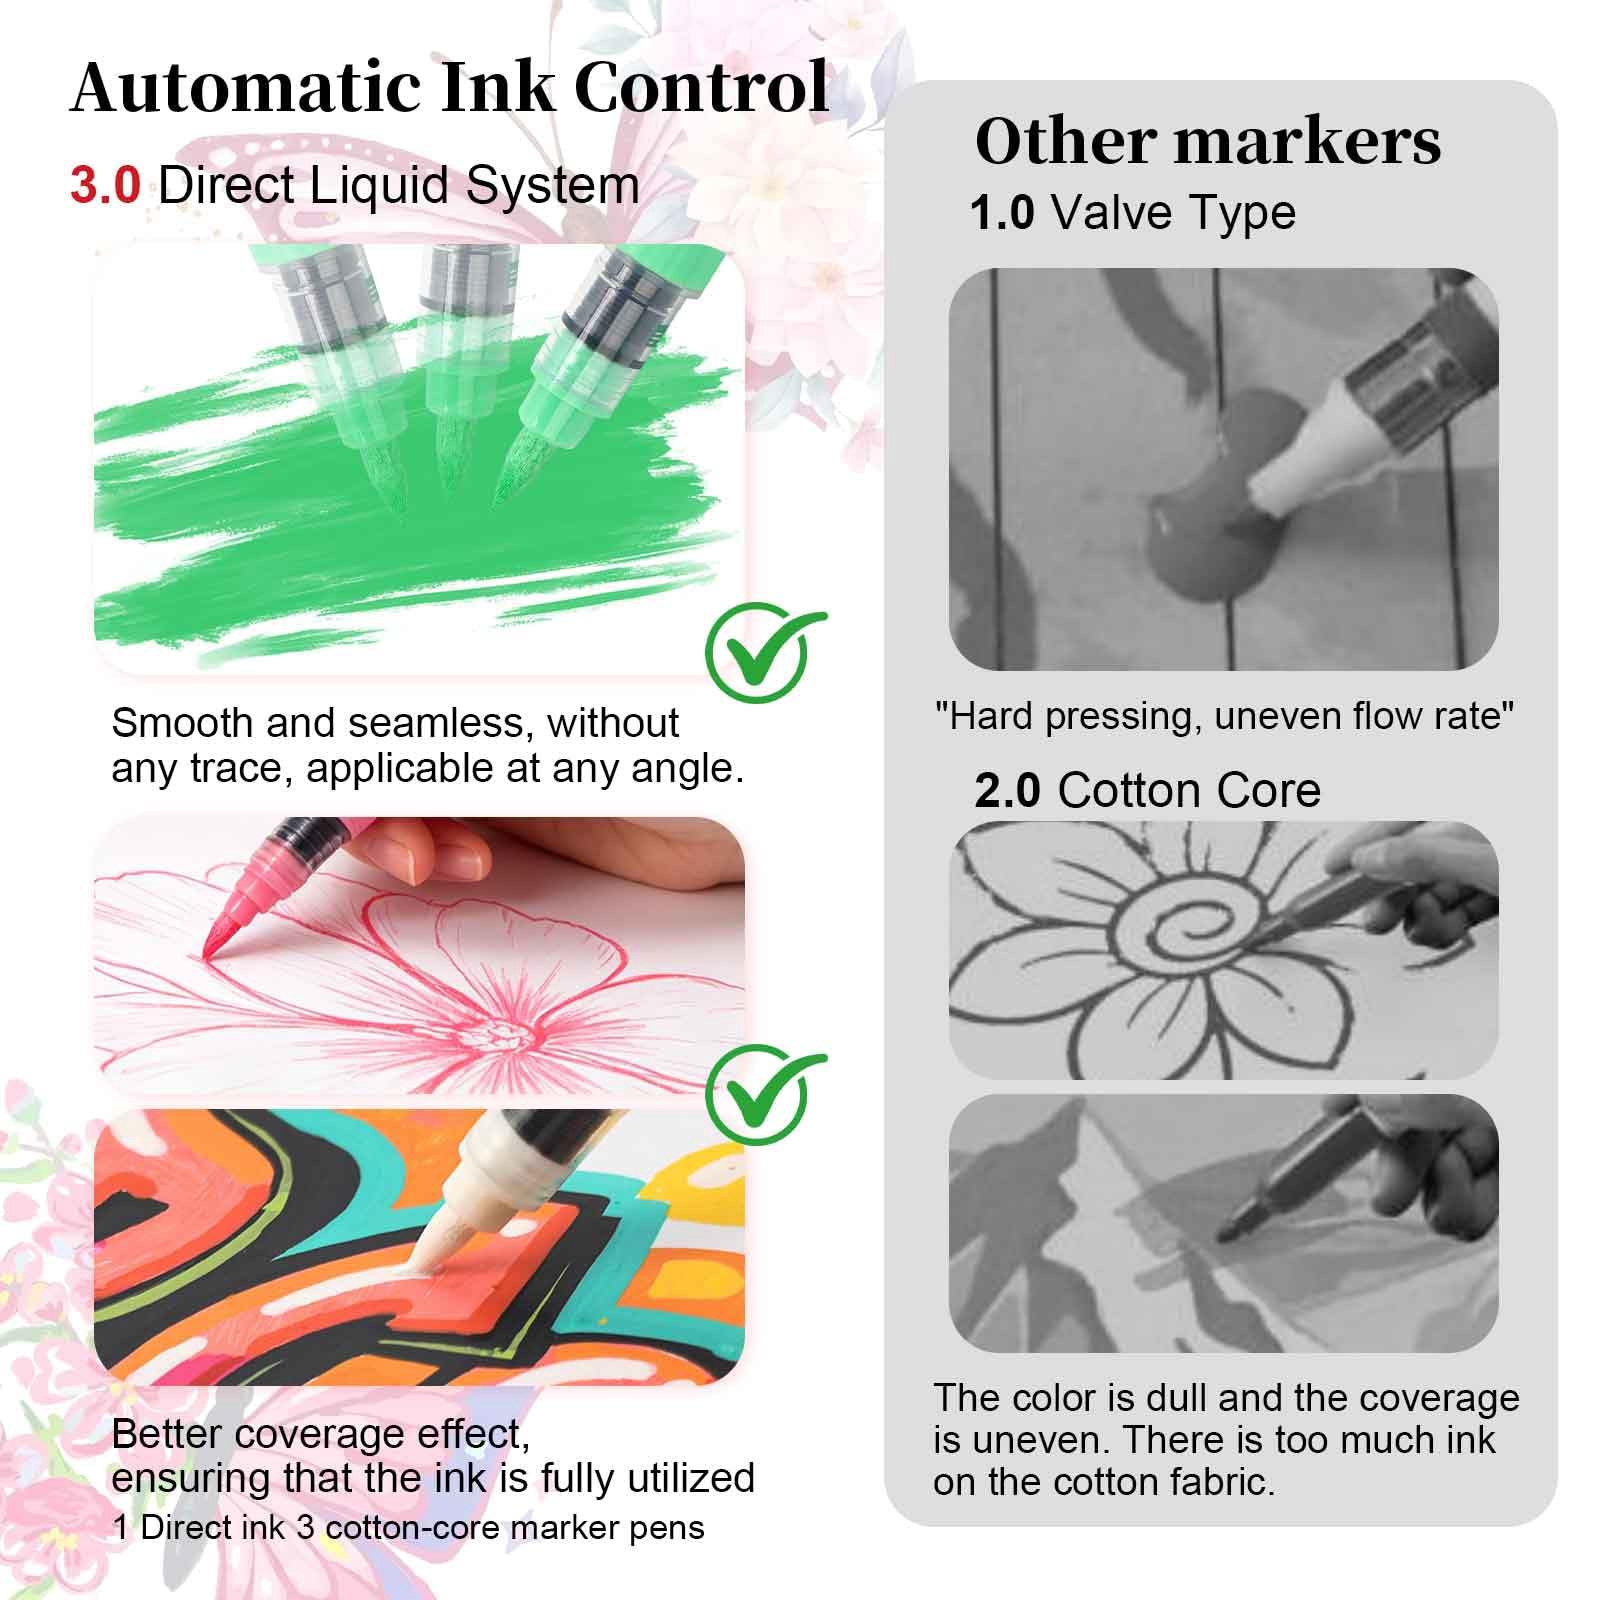 Automatic Ink Control
3.0 Direct Liquid System
Smooth and seamless, without
any trace, applicable at any angle.
Better coverage effect,
ensuring that the ink is fully utilized
1 Direct ink 3 cotton-core marker pens
Other markers
1.0 Valve Type
"Hard pressing, uneven flow rate"
2.0 Cotton Core
The color is dull and the coverage
is uneven. There is too much ink
on the cotton fabric.